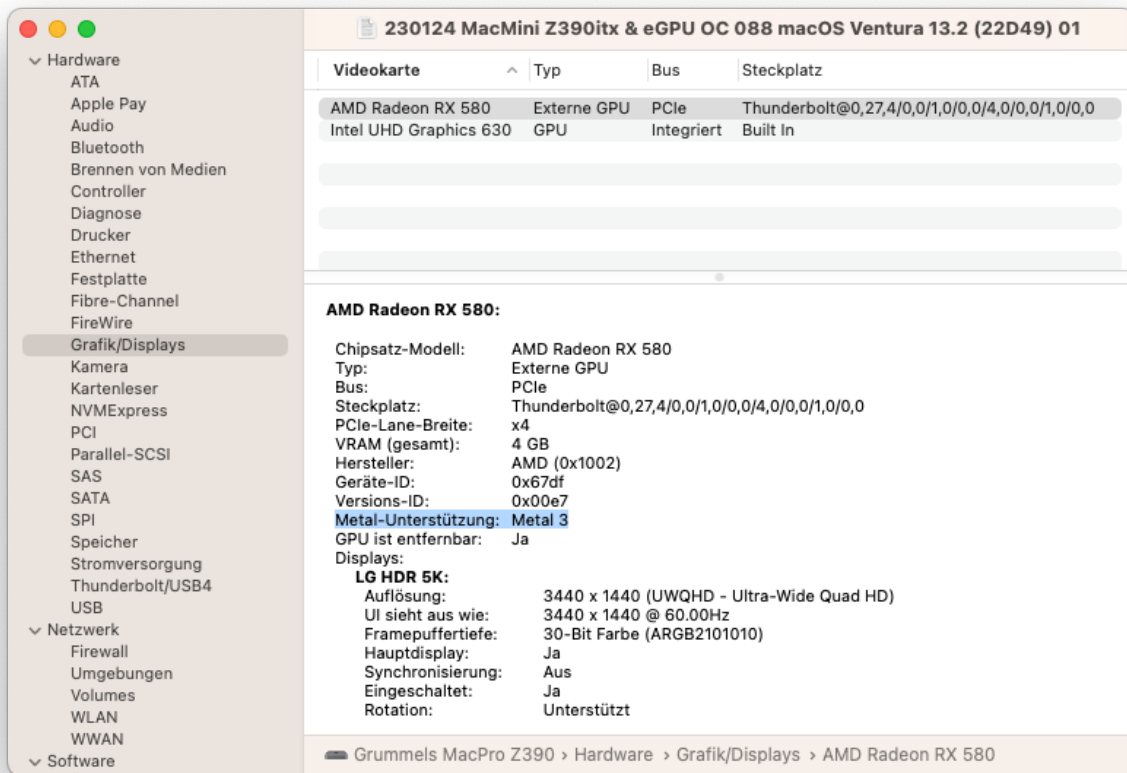 230124 MacMini Z390itx & eGPU OC 088 macOS Ventura 13.2 (22D49) 01
Hardware
ATA
Apple Pay
Audio
Bluetooth
Brennen von Medien
Controller
Diagnose
Drucker
Ethernet
Festplatte
Fibre-Channel
FireWire
Grafik/Displays
Kamera
Kartenleser
NVMExpress
PCI
Parallel-SCSI
SAS
SATA
SPI
Speicher
Stromversorgung
Thunderbolt/USB4
USB
Netzwerk
Firewall
Umgebungen
Volumes
WLAN
WWAN
Software
Videokarte Typ Bus Steckplatz
AMD Radeon RX 580 Externe GPU PCIe Thunderbolt@0,27,4/0,0/1,0/0,0/4,0/0,0/1,0/0,0
Intel UHD Graphics 630 GPU Integriert Built In
AMD Radeon RX 580:
Chipsatz-Modell: AMD Radeon RX 580
Typ: Externe GPU
Bus: PCIe
Steckplatz: Thunderbolt@0,27,4/0,0/1,0/0,0/4,0/0,0/1,0/0,0
PCIe-Lane-Breite: x4
VRAM (gesamt): 4 GB
Hersteller: AMD (0x1002)
Geräte-ID: 0x67df
Versions-ID: 0x00e7
Metal-Unterstützung: Metal 3
GPU ist entfernbar: Ja
Displays:
LG HDR 5K:
Auflösung: 3440 x 1440 (UWQHD - Ultra-Wide Quad HD)
UI sieht aus wie: 3440 x 1440 @ 60.00Hz
Framepuffertiefe: 30-Bit Farbe (ARGB2101010)
Hauptdisplay: Ja
Synchronisierung: Aus
Eingeschaltet: Ja
Rotation: Unterstützt
Grummels MacPro Z390 › Hardware › Grafik/Displays › AMD Radeon RX 580